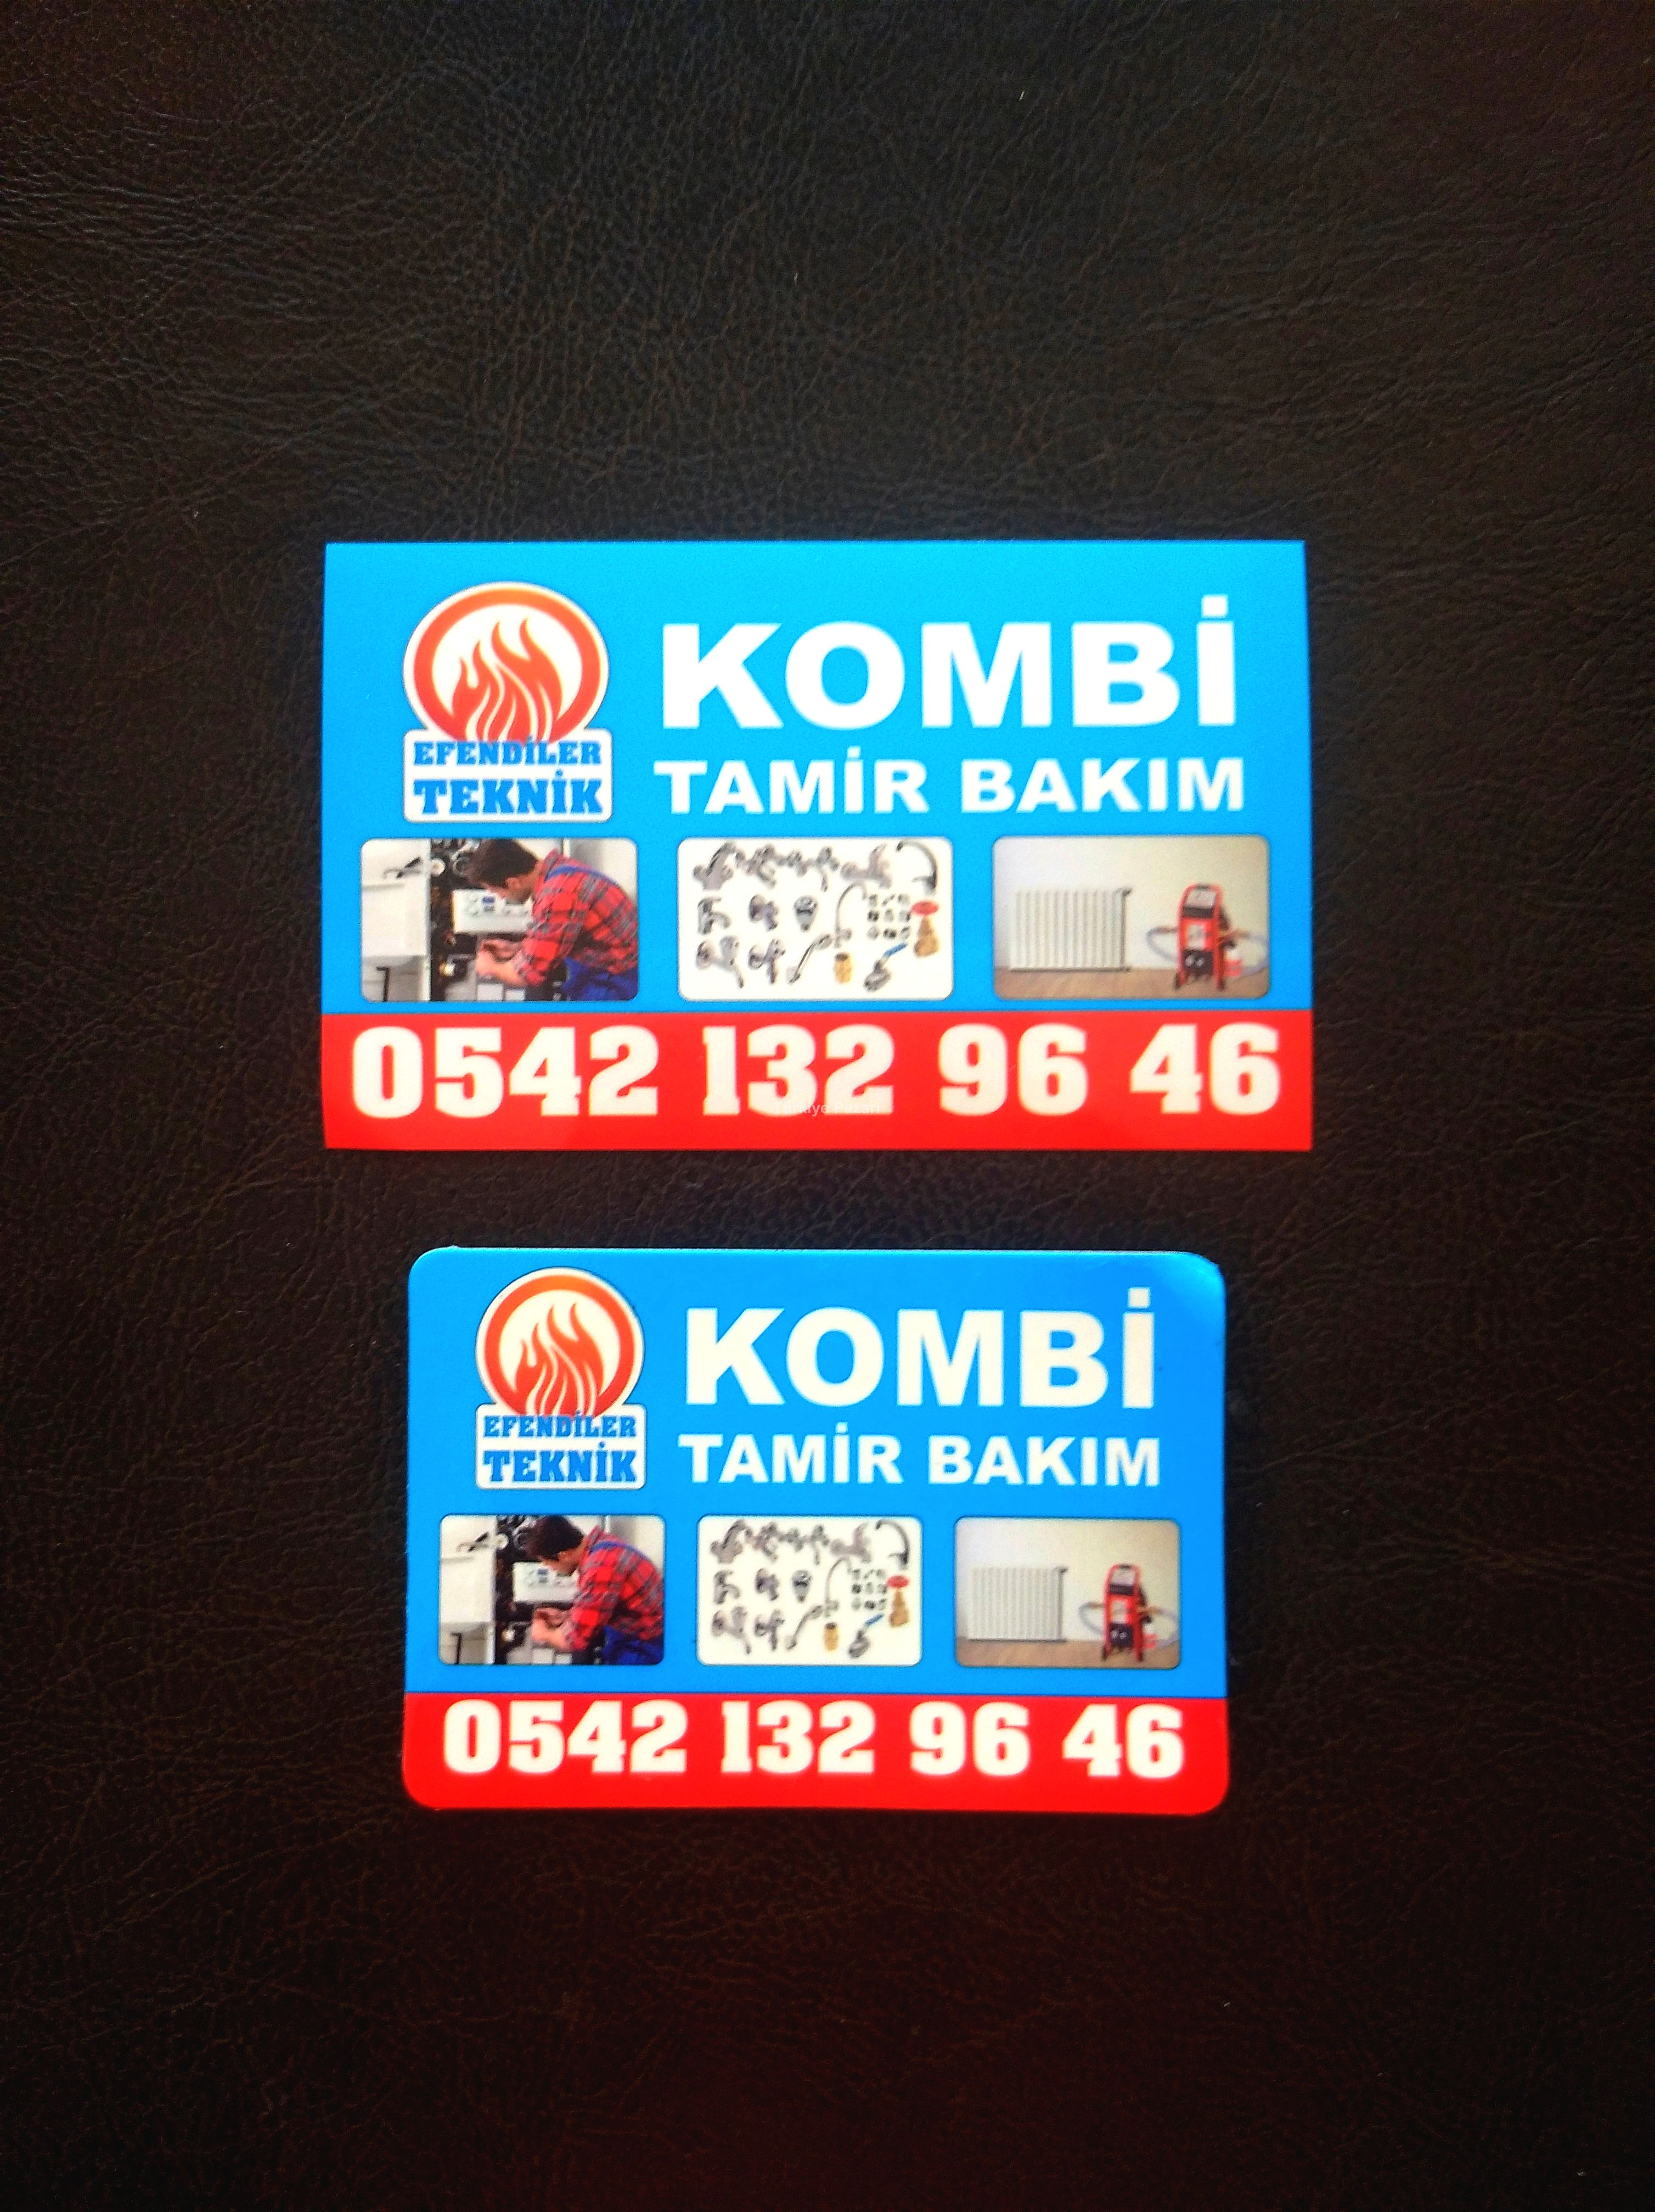 EFENDİLER
TEKNİK
KOMBİ
TAMİR BAKIM
0542 132 96 46
EFENDİLER
TEKNİK
KOMBİ
TAMİR BAKIM
0542 132 96 46